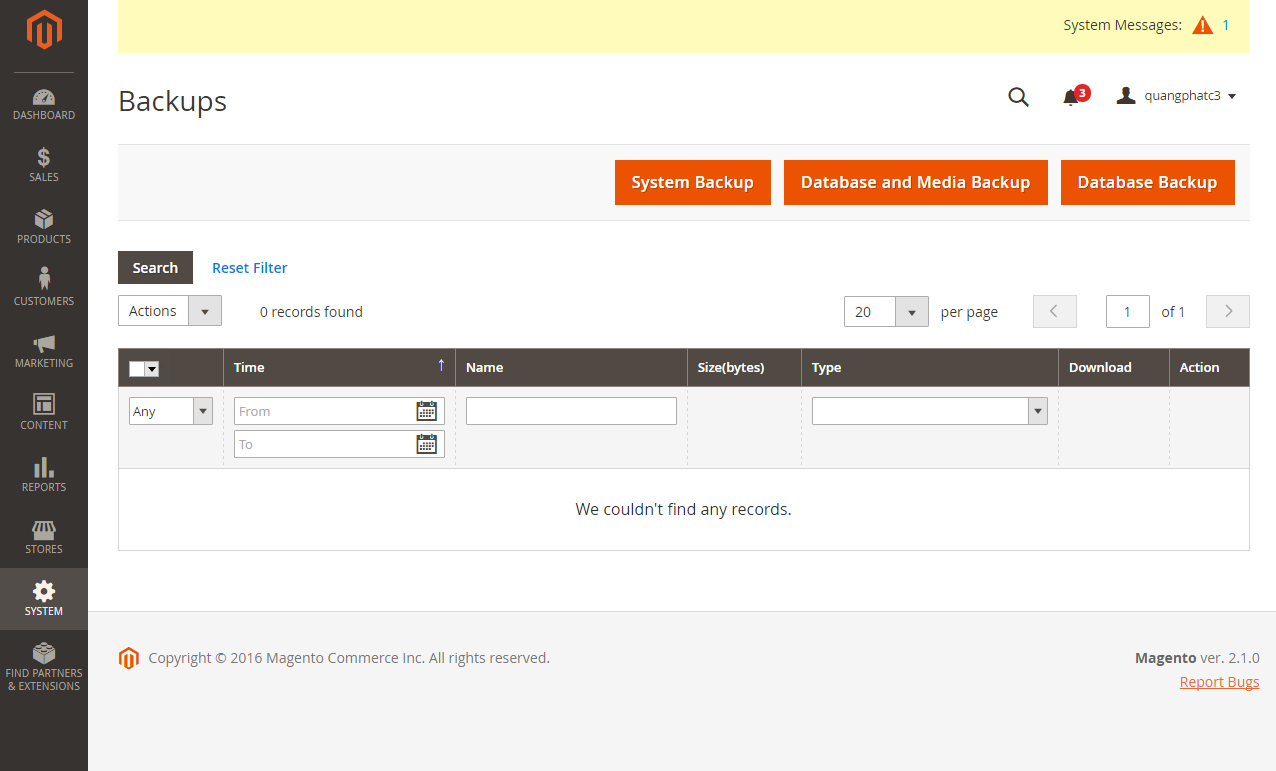 System Messages: 1
Backups
3
quangphatc3
DASHBOARD
SALES
PRODUCTS
CUSTOMERS
MARKETING
CONTENT
REPORTS
STORES
SYSTEM
FIND PARTNERS
& EXTENSIONS
System Backup Database and Media Backup Database Backup
Search Reset Filter
Actions 0 records found 20 per page 1 of 1
Time Name Size(bytes) Type Download Action
Any From
To
We couldn't find any records.
Copyright © 2016 Magento Commerce Inc. All rights reserved. Magento ver. 2.1.0
Report Bugs